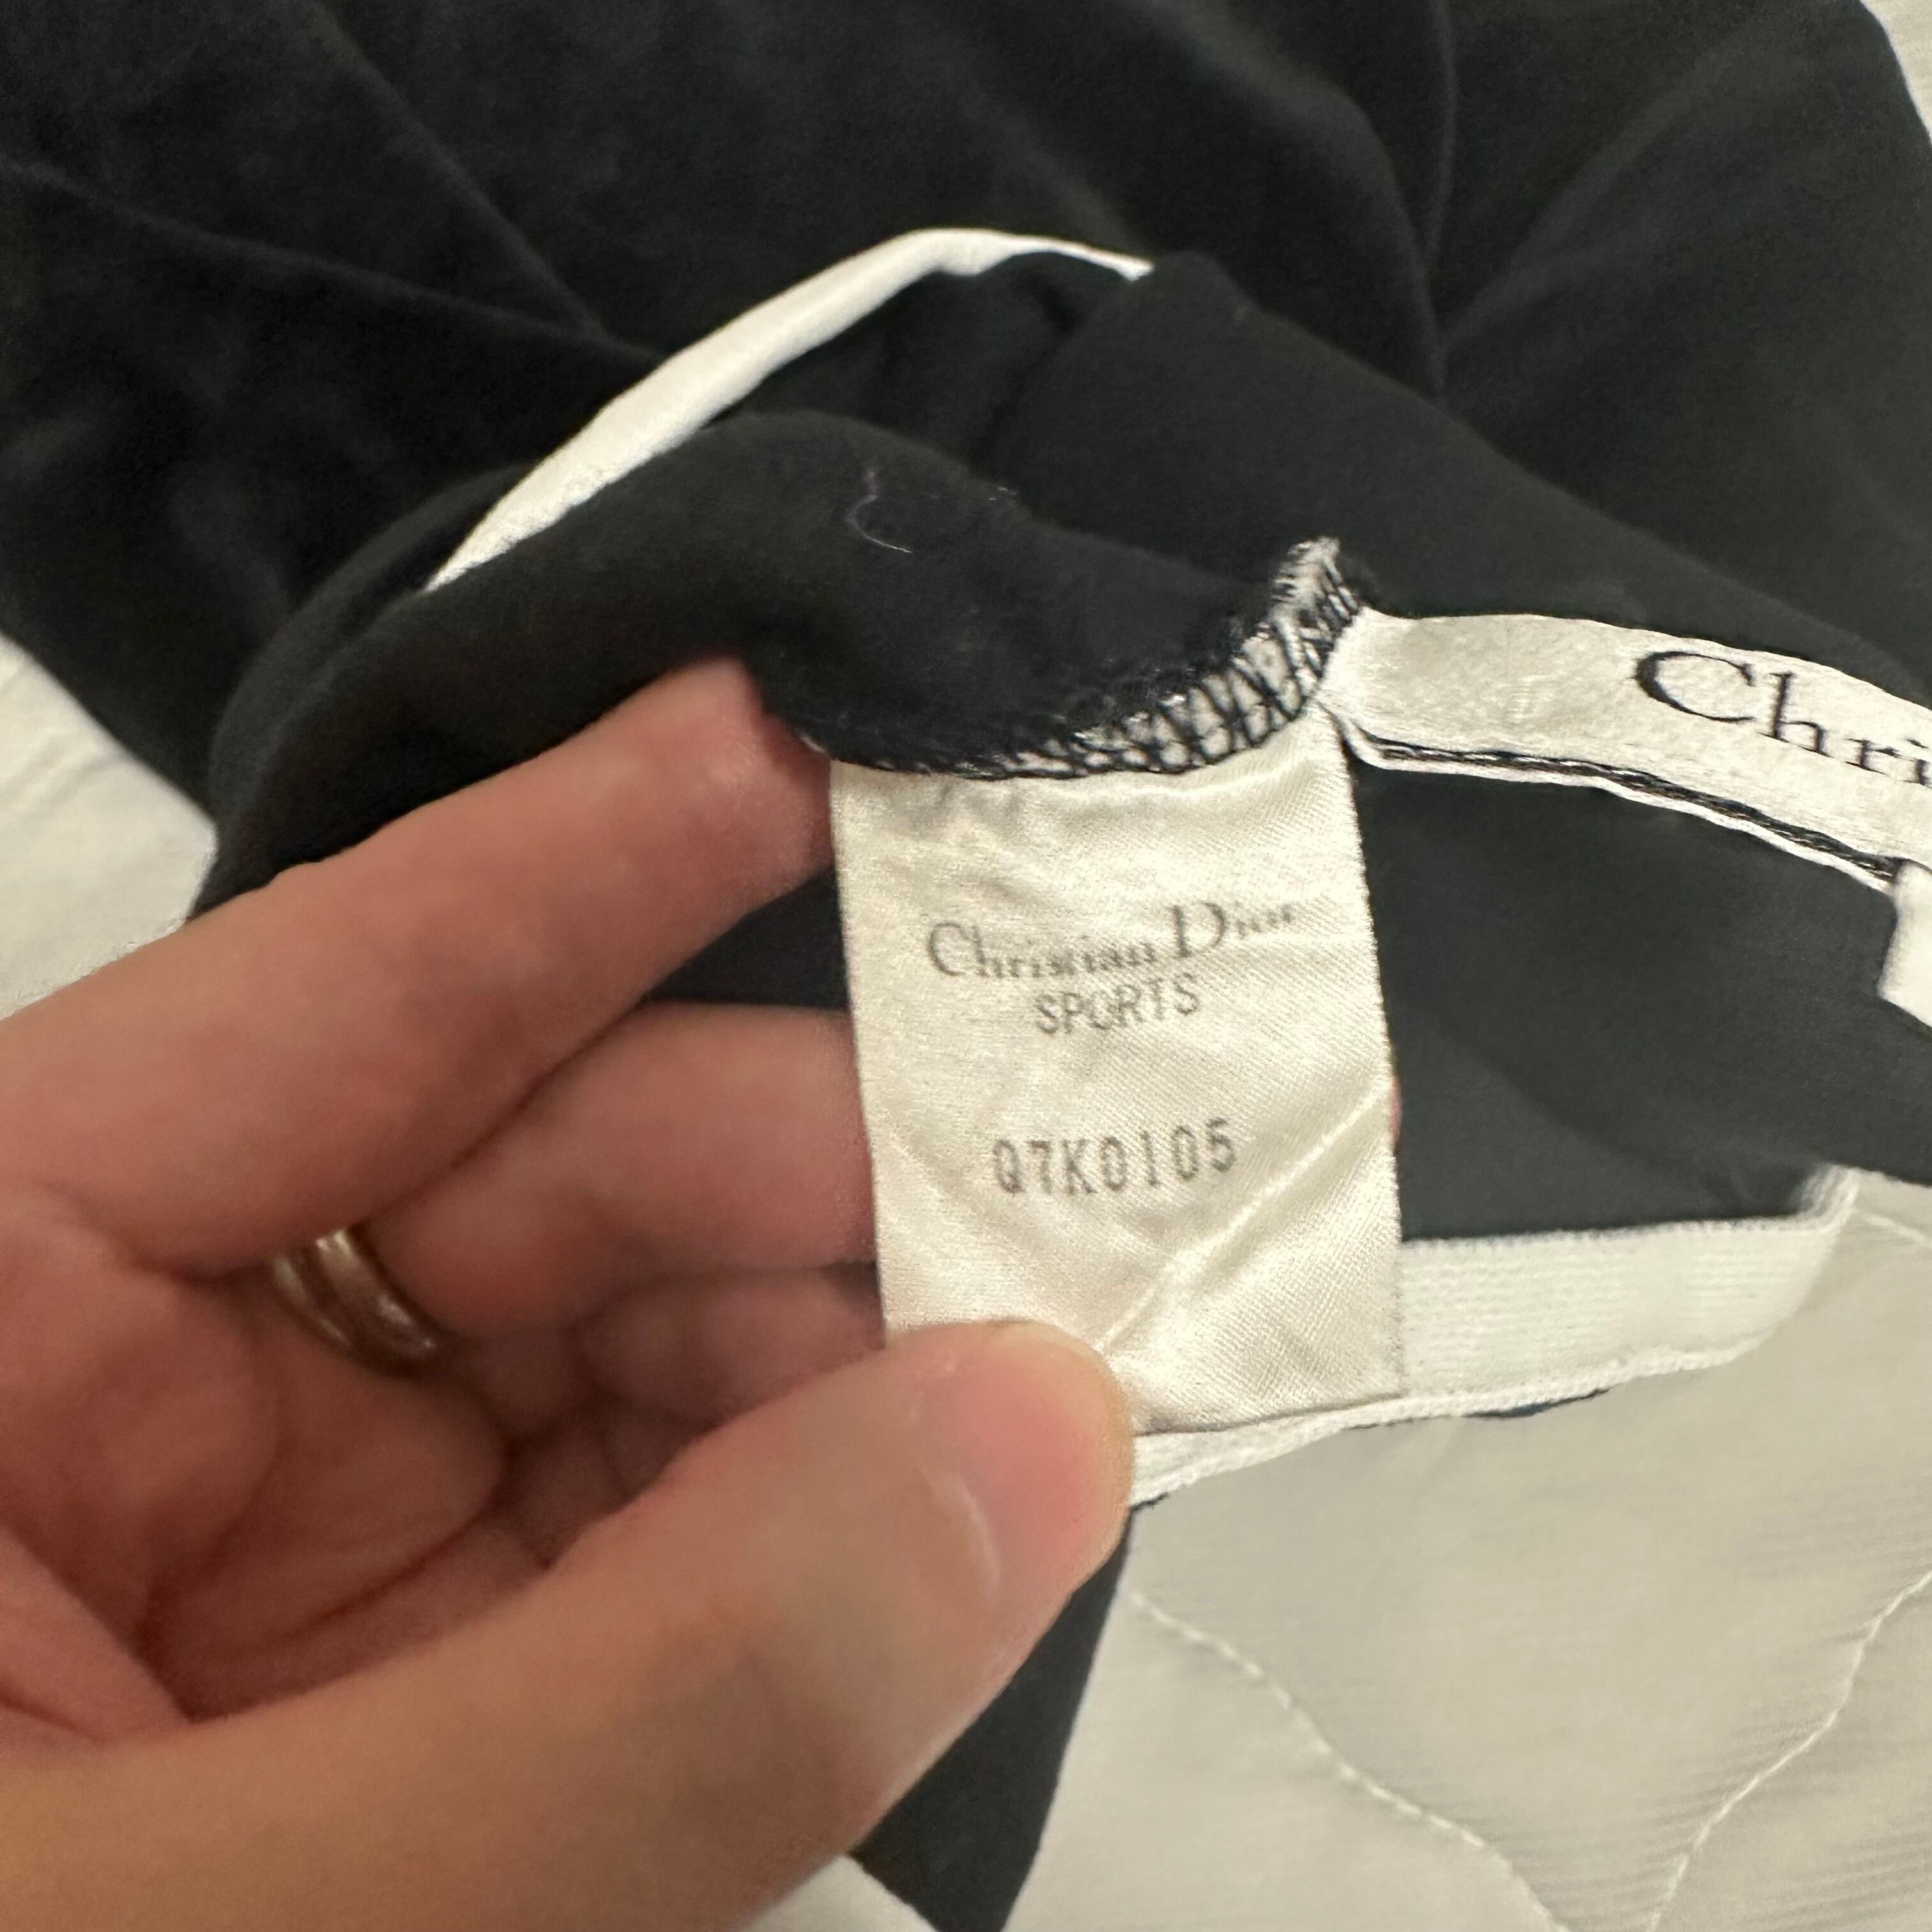 Chri
Christian Dior
SPORTS
Q7K0105